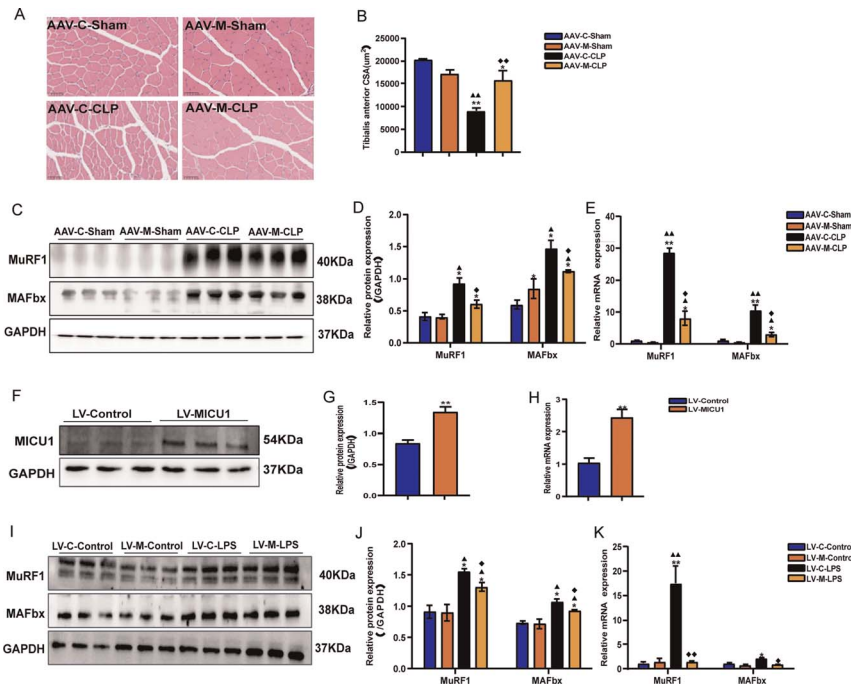 A
AAV-C-Sham
AAV-M-Sham
AAV-C-CLP
AAV-M-CLP
B
Tibialis anterior CSA(um²)
25000
20000
15000
10000
5000
0
▲▲
**
◆◆
*
AAV-C-Sham
AAV-M-Sham
AAV-C-CLP
AAV-M-CLP
C
AAV-C-Sham AAV-M-Sham AAV-C-CLP AAV-M-CLP
MuRF1 40KDa
MAFbx 38KDa
GAPDH 37KDa
D
Relative protein expression
(/GAPDH)
2.0
1.5
1.0
0.5
0.0
MuRF1 MAFbx
E
Relative mRNA expression
40
30
20
10
0
MuRF1 MAFbx
AAV-C-Sham
AAV-M-Sham
AAV-C-CLP
AAV-M-CLP
F
LV-Control LV-MICU1
MICU1 54KDa
GAPDH 37KDa
G
Relative protein expression
(/GAPDH)
1.5
1.0
0.5
0.0
**
H
Relative mRNA expression
3
2
1
0
**
LV-Control
LV-MICU1
I
LV-C-Control LV-M-Control LV-C-LPS LV-M-LPS
MuRF1 40KDa
MAFbx 38KDa
GAPDH 37KDa
J
Relative protein expression
(/GAPDH)
2.0
1.5
1.0
0.5
0.0
MuRF1 MAFbx
K
Relative mRNA expression
25
20
15
10
5
0
MuRF1 MAFbx
LV-C-Control
LV-M-Control
LV-C-LPS
LV-M-LPS